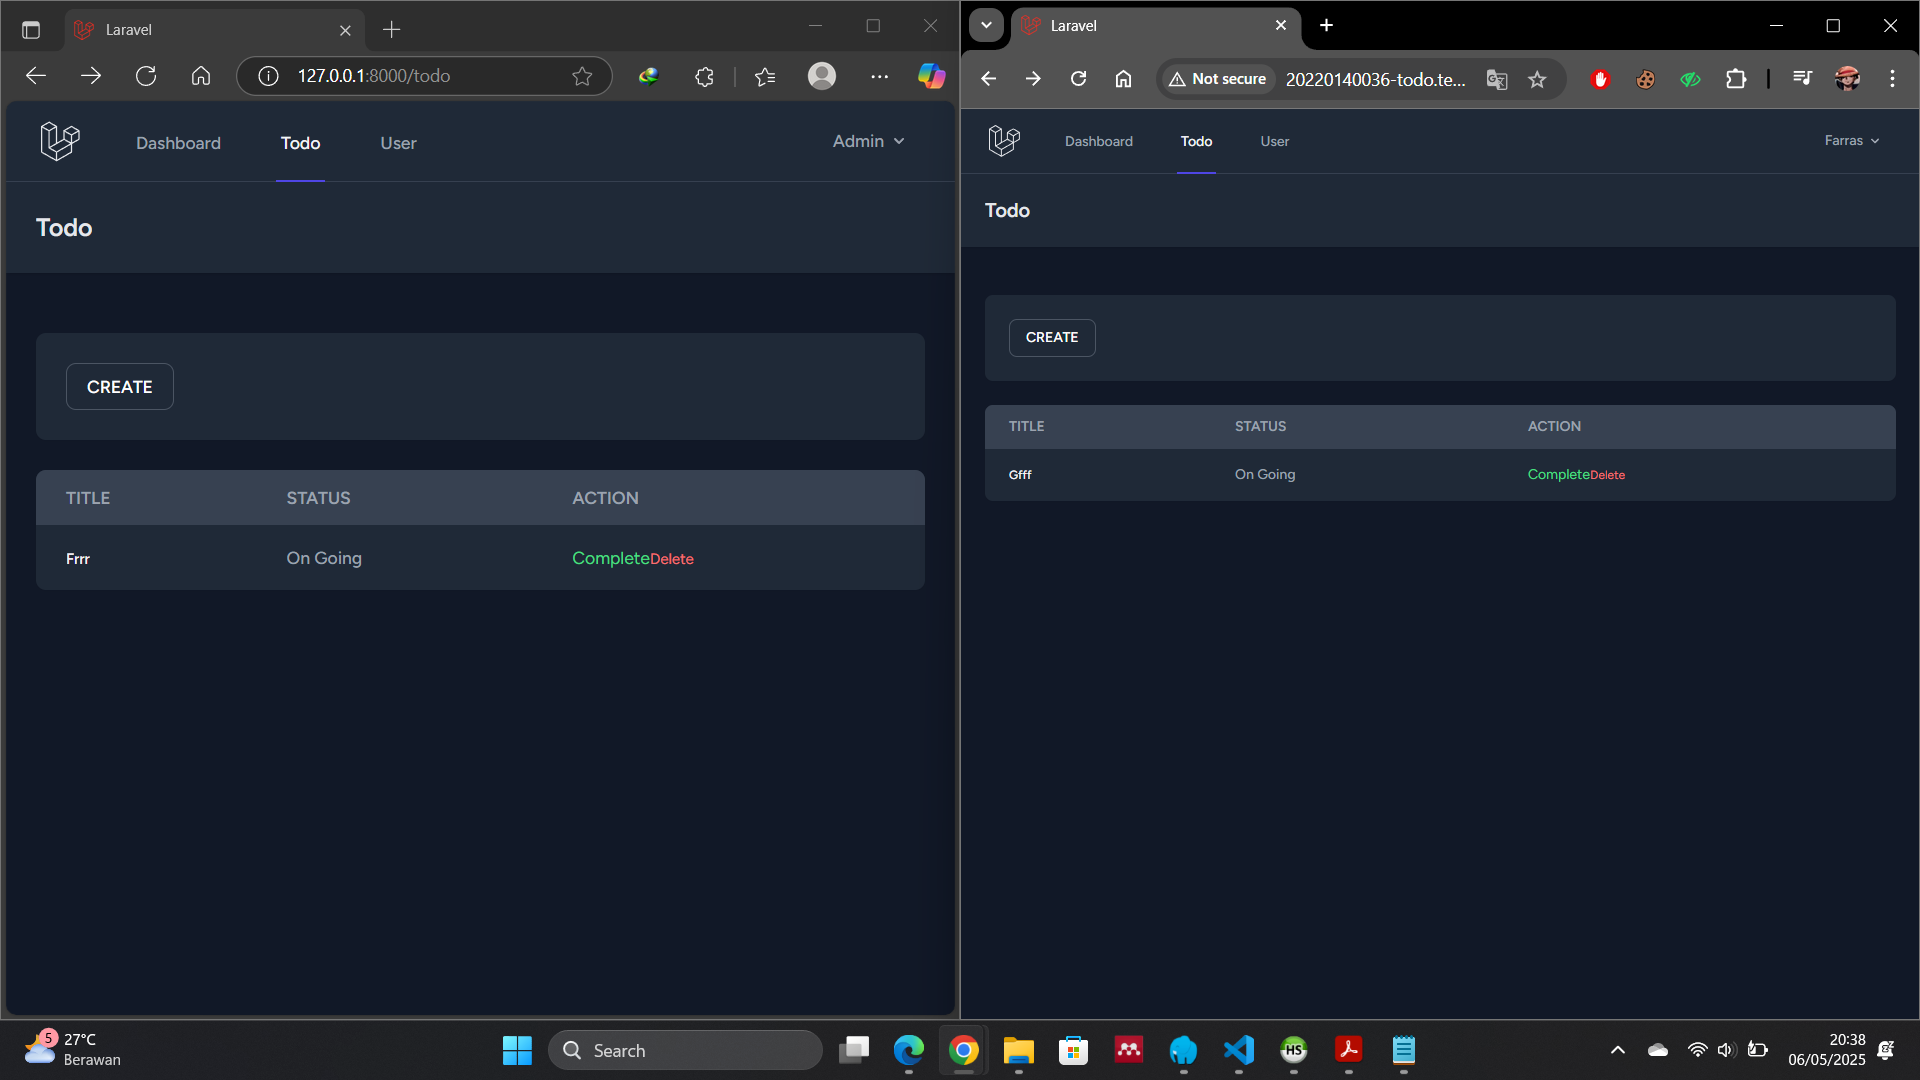 Laravel
127.0.0.1:8000/todo
Dashboard
Todo
User
Admin
Todo
CREATE
TITLE STATUS ACTION
Frrr On Going CompleteDelete
Laravel
Not secure 20220140036-todo.te...
Dashboard
Todo
User
Farras
Todo
CREATE
TITLE STATUS ACTION
Gfff On Going CompleteDelete
5
27°C
Berawan
Search
HS
20:38
06/05/2025